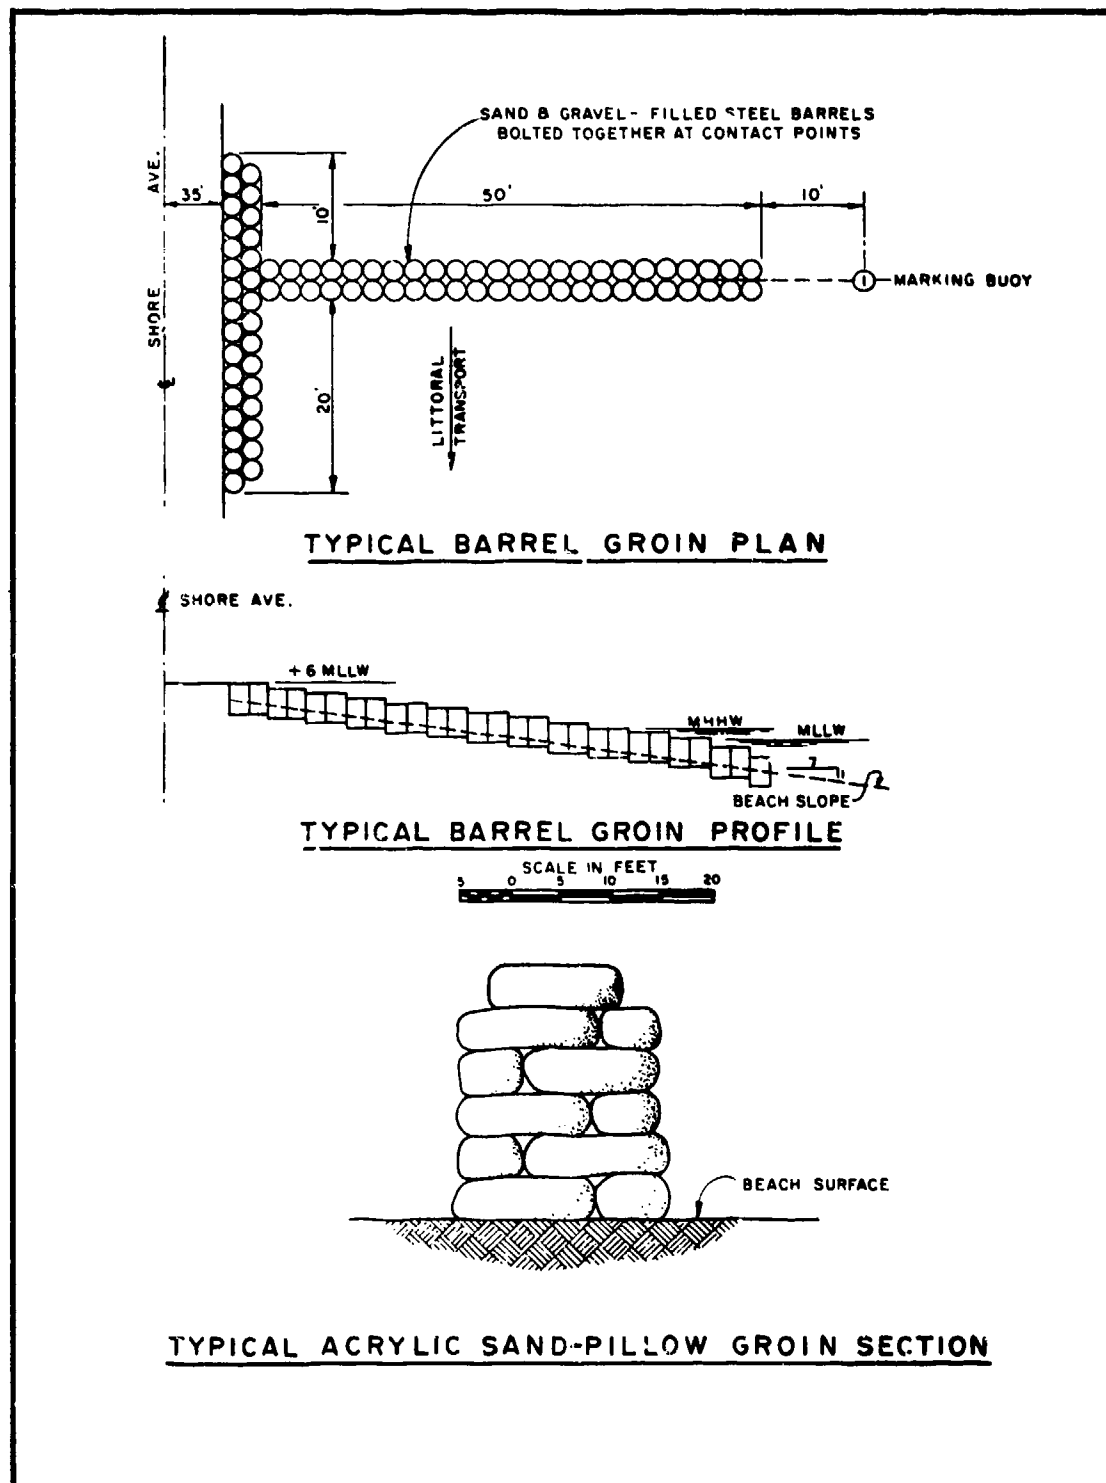 SAND & GRAVEL - FILLED STEEL BARRELS
BOLTED TOGETHER AT CONTACT POINTS
SHORE AVE.
35'
10'
50'
10'
1
MARKING BUOY
20'
LITTORAL
TRANSPORT
TYPICAL BARREL GROIN PLAN
SHORE AVE.
+6 MLLW
MHHW
MLLW
7
1
BEACH SLOPE
TYPICAL BARREL GROIN PROFILE
SCALE IN FEET
5 0 5 10 15 20
BEACH SURFACE
TYPICAL ACRYLIC SAND-PILLOW GROIN SECTION